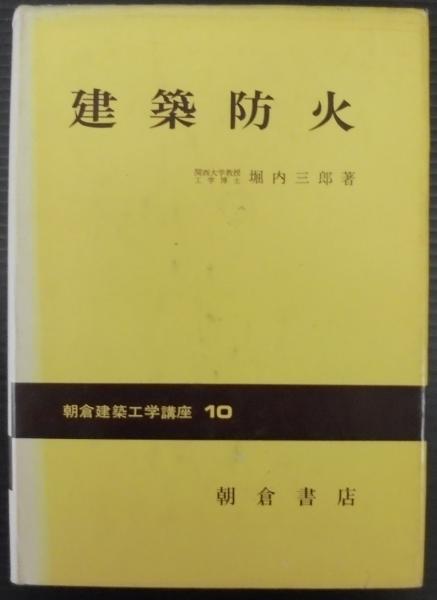 建築防火
関西大学教授
工学博士
堀内三郎著
朝倉建築工学講座 10
朝倉書店